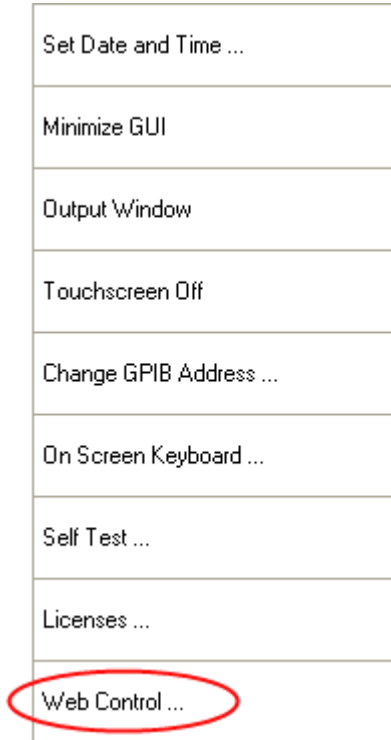 Set Date and Time ...
Minimize GUI
Output Window
Touchscreen Off
Change GPIB Address ...
On Screen Keyboard ...
Self Test ...
Licenses ...
Web Control ...